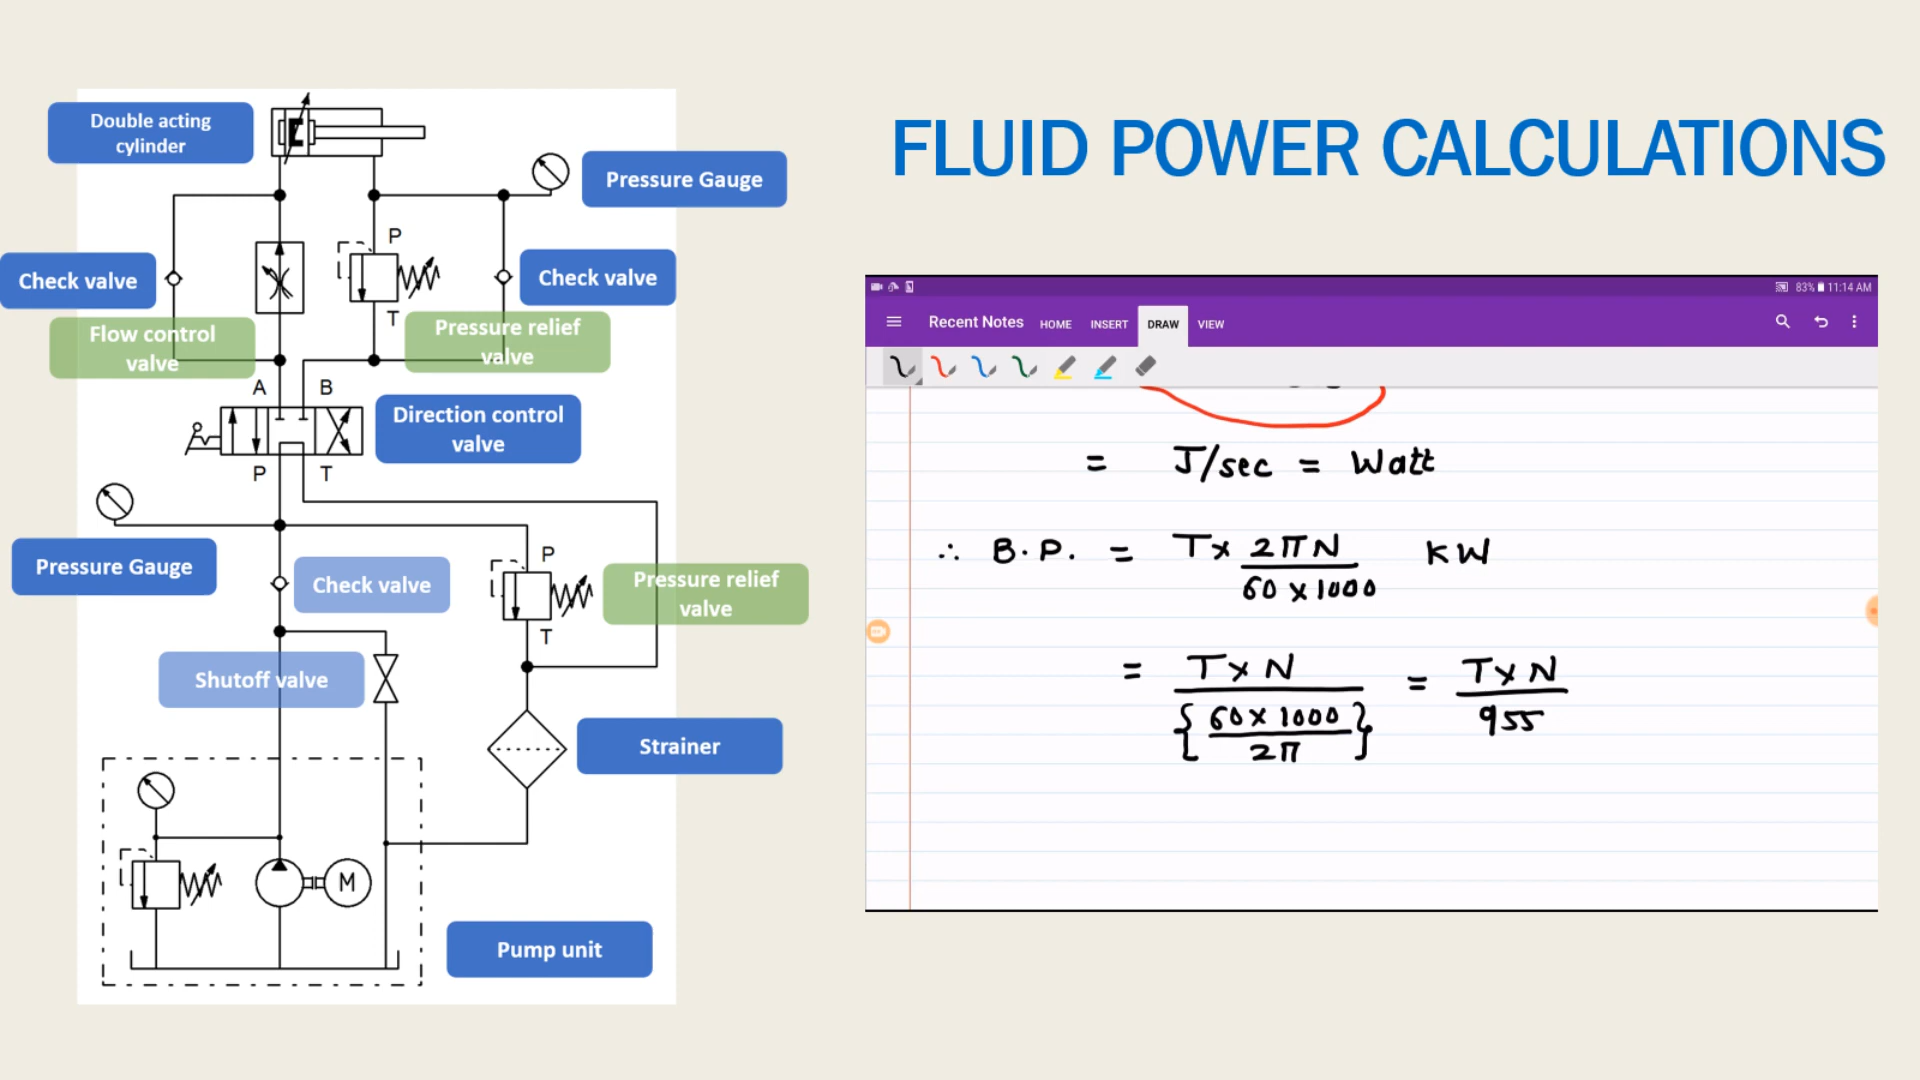 FLUID POWER CALCULATIONS
Double acting
cylinder
Pressure Gauge
P
Check valve
Check valve
T
Flow control
valve
Pressure relief
valve
A B
Direction control
valve
P T
Pressure Gauge
P
Check valve
Pressure relief
valve
T
Shutoff valve
Strainer
M
Pump unit
83% 11:14 AM
Recent Notes HOME INSERT DRAW VIEW
= J/sec = Watt
∴ B.P. = T× 2πN / 60×1000 KW
= T×N / {60×1000 / 2π} = T×N / 955